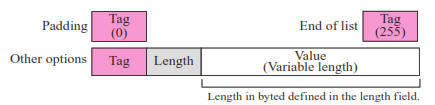 Padding Tag (0) End of list Tag (255)
Other options Tag Length Value (Variable length)
Length in byted defined in the length field.